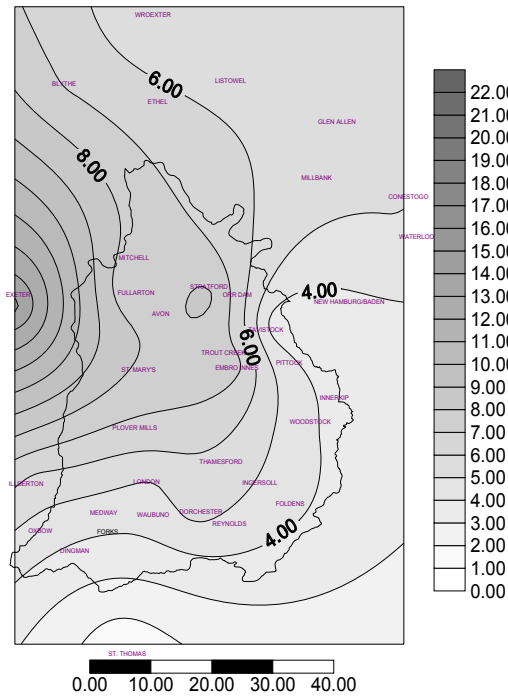 WROEXTER
6.00
LISTOWEL
BLYTHE
ETHEL
GLEN ALLEN
8.00
MILLBANK
CONESTOGO
WATERLOO
MITCHELL
STRATFORD
EXETER
FULLARTON
ORR DAM
4.00
NEW HAMBURG/BADEN
AVON
TAVISTOCK
6.00
TROUT CREEK
PITTOCK
ST. MARY'S
EMBRO INNES
INNERKIP
WOODSTOCK
PLOVER MILLS
THAMESFORD
ILDERTON
LONDON
INGERSOLL
FOLDENS
MEDWAY
WAUBUNO
DORCHESTER
REYNOLDS
OXBOW
FORKS
4.00
DINGMAN
ST. THOMAS
0.00 10.00 20.00 30.00 40.00
22.00
21.00
20.00
19.00
18.00
17.00
16.00
15.00
14.00
13.00
12.00
11.00
10.00
9.00
8.00
7.00
6.00
5.00
4.00
3.00
2.00
1.00
0.00